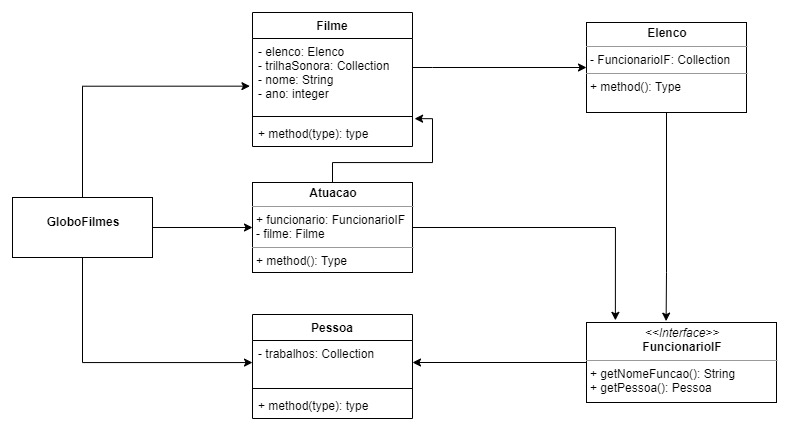 Filme
- elenco: Elenco
- trilhaSonora: Collection
- nome: String
- ano: integer
+ method(type): type
Elenco
- FuncionarioIF: Collection
+ method(): Type
GloboFilmes
Atuacao
+ funcionario: FuncionarioIF
- filme: Filme
+ method(): Type
Pessoa
- trabalhos: Collection
+ method(type): type
<<Interface>>
FuncionarioIF
+ getNomeFuncao(): String
+ getPessoa(): Pessoa